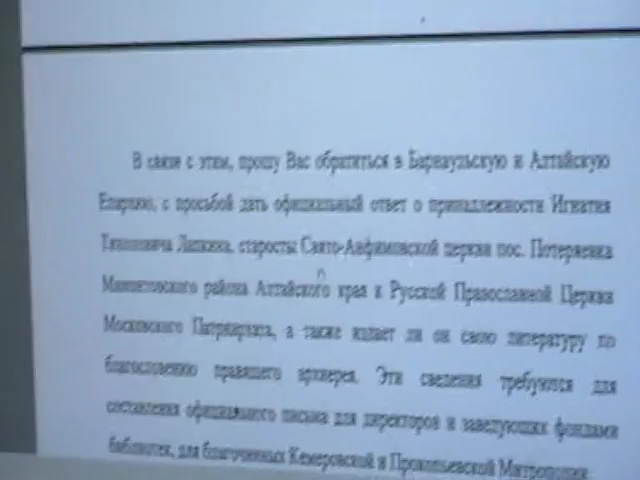 В связи с этим, прошу Вас обратиться в Барнаульскую и Алтайскую
Епархию, с просьбой дать официальный ответ о принадлежности Игнатия
Тихоновича Лапкина, старосты Свято-Анфимовской церкви пос. Потеряевка
Мамонтовского района Алтайского края к Русской Православной Церкви
Московского Патриархата, а также издает ли он свою литературу по
благословению правящего архиерея. Эти сведения требуются для
составления официального письма для директоров и заведующих фондами
библиотек, для благочинных Кемеровской и Прокопьевской Митрополии